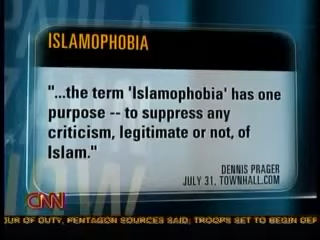 ISLAMOPHOBIA
"...the term 'Islamophobia' has one
purpose -- to suppress any
criticism, legitimate or not, of
Islam."
DENNIS PRAGER
JULY 31, TOWNHALL.COM
CNN
OUR OF DUTY, PENTAGON SOURCES SAID; TROOPS SET TO BEGIN DEP